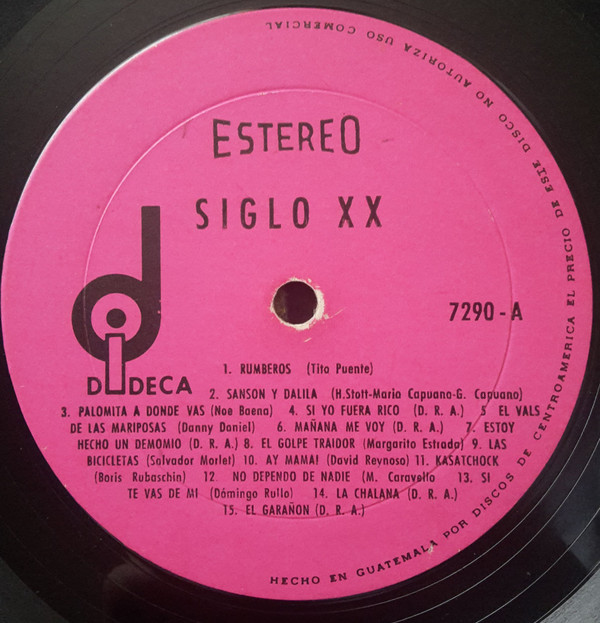 ESTEREO
SIGLO XX
DIDECA
7290 - A
1. RUMBEROS (Tito Puente)
2. SANSON Y DALILA (H.Stott-Mario Capuano-G. Capuano)
3. PALOMITA A DONDE VAS (Noe Baena) 4. SI YO FUERA RICO (D. R. A.) 5 EL VALS
DE LAS MARIPOSAS (Danny Daniel) 6. MAÑANA ME VOY (D. R. A.) 7. ESTOY
HECHO UN DEMOMIO (D. R. A.) 8. EL GOLPE TRAIDOR (Margarito Estrada) 9. LAS
BICICLETAS (Salvador Morlet) 10. AY MAMA! (David Reynoso) 11. KASATCHOCK
(Boris Rubaschin) 12. NO DEPENDO DE NADIE (M. Caravello 13. SI
TE VAS DE MI (Dómingo Rullo) 14. LA CHALANA (D. R. A.)
15. EL GARAÑON (D. R. A.)
HECHO EN GUATEMALA POR DISCOS DE CENTROAMERICA EL PRECIO DE ESTE DISCO NO AUTORIZA USO COMERCIAL